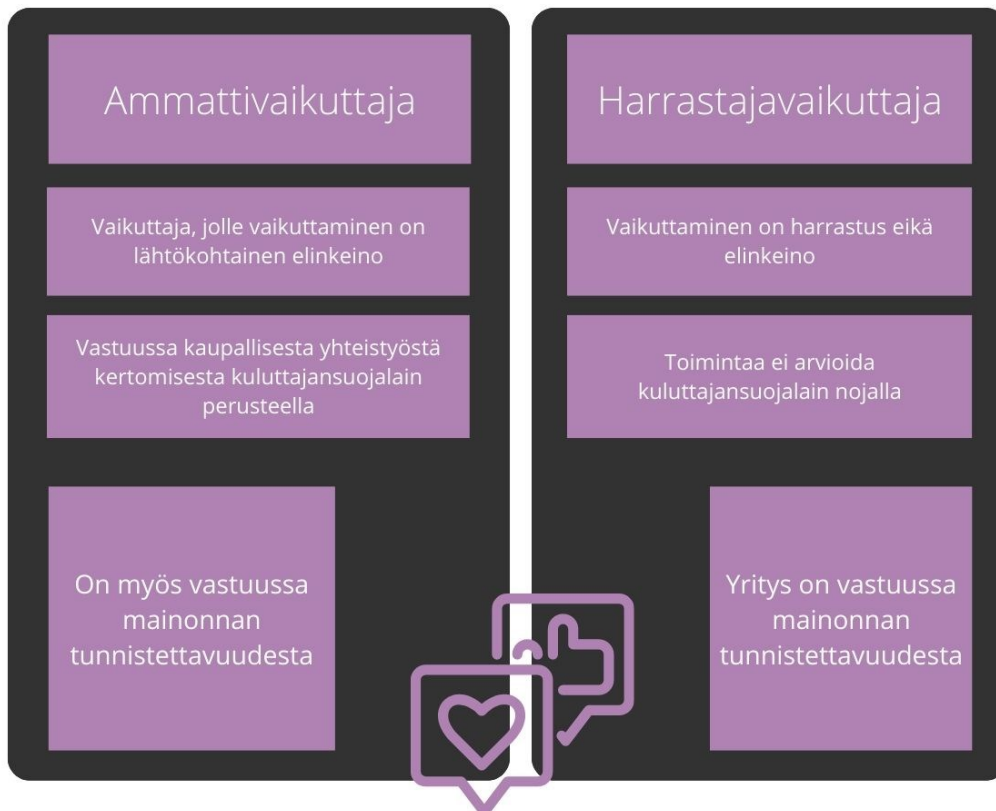 Ammattivaikuttaja
Vaikuttaja, jolle vaikuttaminen on
lähtökohtainen elinkeino
Vastuussa kaupallisesta yhteistyöstä
kertomisesta kuluttajansuojalain
perusteella
On myös vastuussa
mainonnan
tunnistettavuudesta
Harrastajavaikuttaja
Vaikuttaminen on harrastus eikä
elinkeino
Toimintaa ei arvioida
kuluttajansuojalain nojalla
Yritys on vastuussa
mainonnan
tunnistettavuudesta